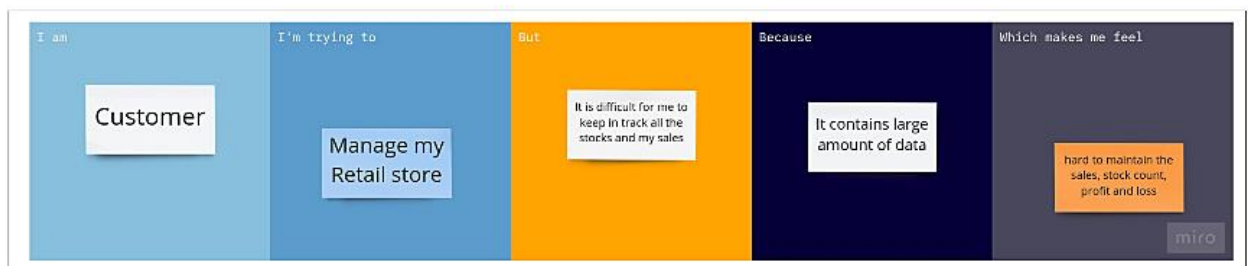 I am
Customer
I'm trying to
Manage my
Retail store
But
It is difficult for me to
keep in track all the
stocks and my sales
Because
It contains large
amount of data
Which makes me feel
hard to maintain the
sales, stock count,
profit and loss
miro